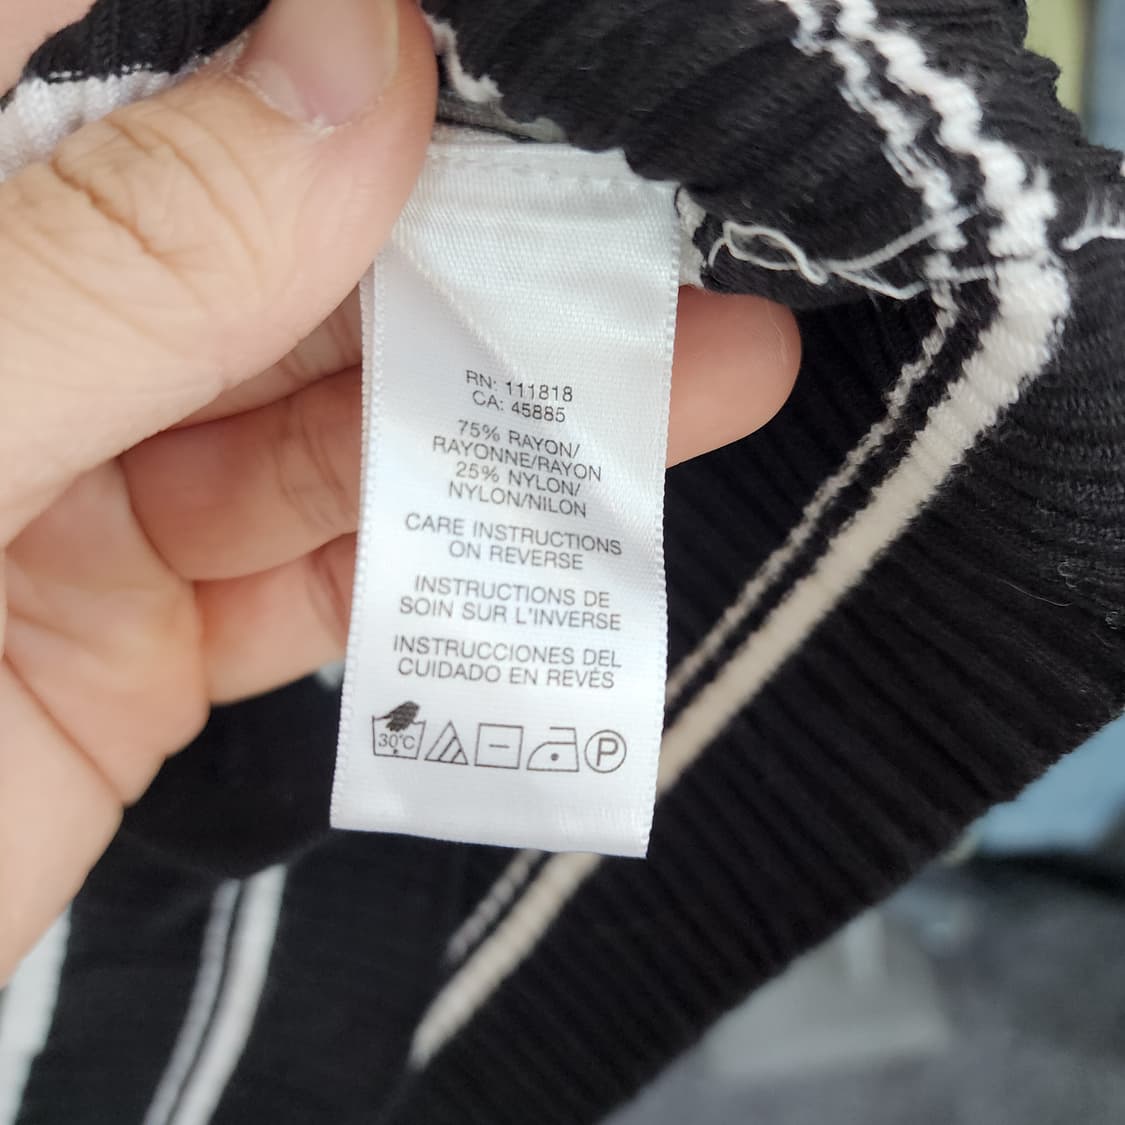 RN: 111818
CA: 45885
75% RAYON/
RAYONNE/RAYON
25% NYLON/
NYLON/NILON
CARE INSTRUCTIONS
ON REVERSE
INSTRUCTIONS DE
SOIN SUR L'INVERSE
INSTRUCCIONES DEL
CUIDADO EN REVÉS
30°C P